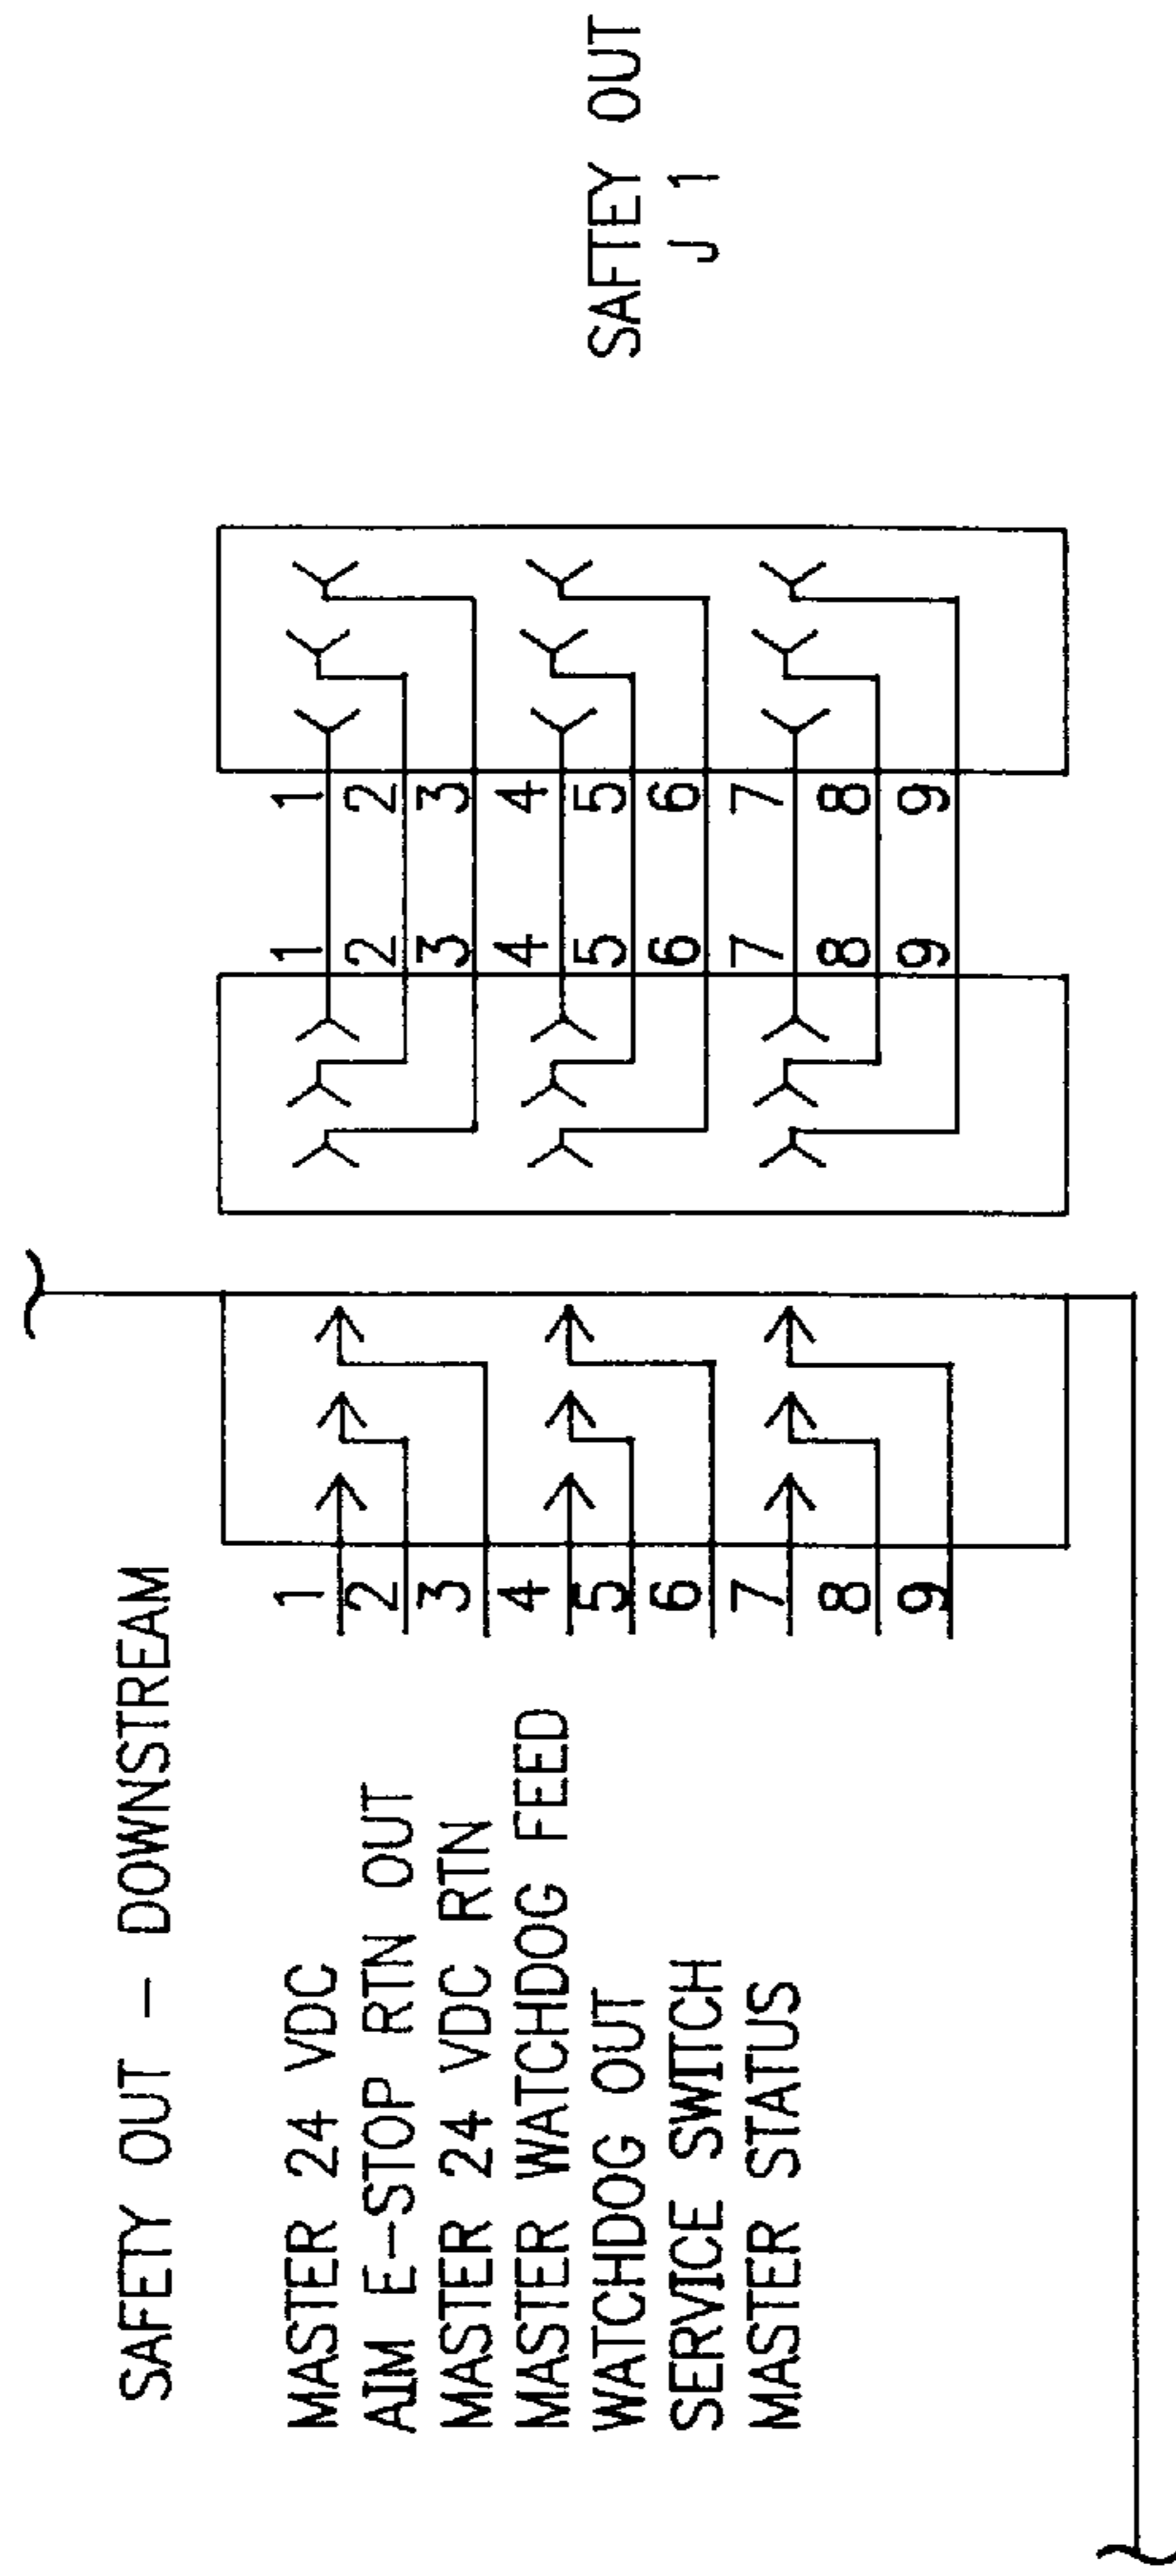 SAFETY OUT - DOWNSTREAM
MASTER 24 VDC 1
AIM E-STOP RTN OUT 2
MASTER 24 VDC RTN 3
MASTER WATCHDOG FEED 4
WATCHDOG OUT 5
SERVICE SWITCH 6
MASTER STATUS 7
8
9
1 1
2 2
3 3
4 4
5 5
6 6
7 7
8 8
9 9
SAFTEY OUT
J 1